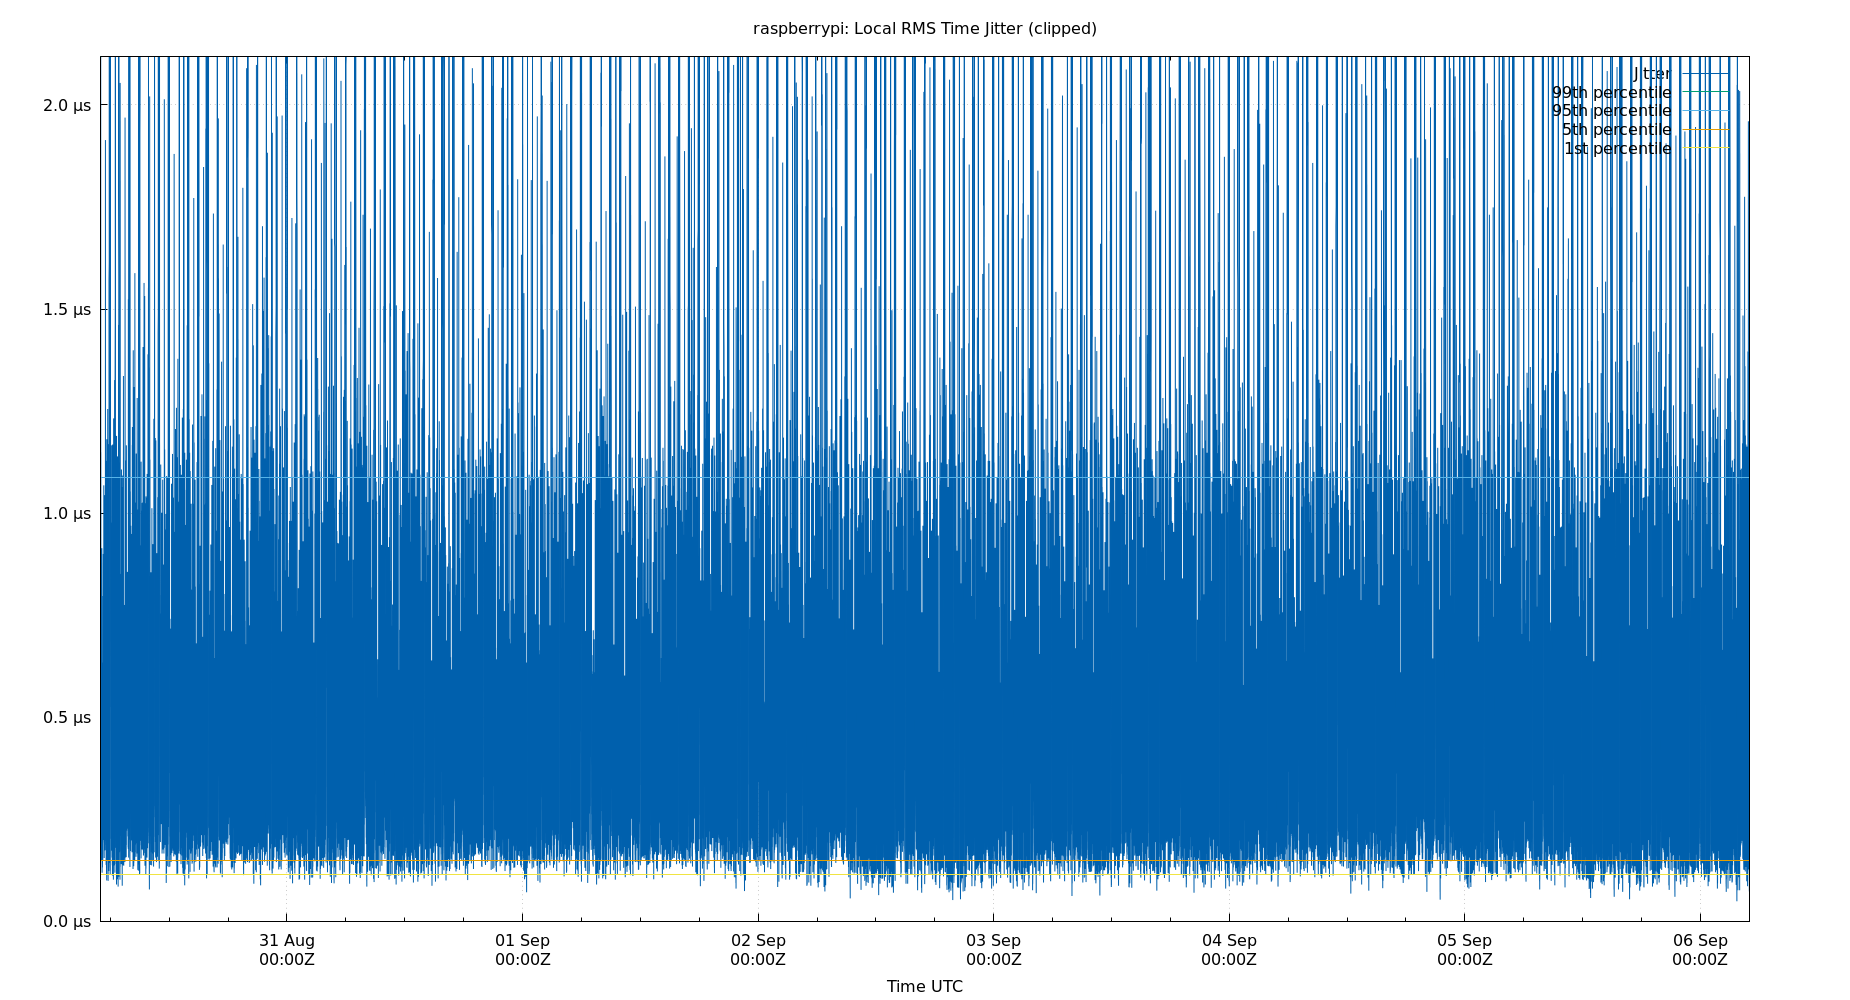 raspberrypi: Local RMS Time Jitter (clipped)
Jitter
99th percentile
95th percentile
5th percentile
1st percentile
2.0 µs
1.5 µs
1.0 µs
0.5 µs
0.0 µs
31 Aug 01 Sep 02 Sep 03 Sep 04 Sep 05 Sep 06 Sep
00:00Z 00:00Z 00:00Z 00:00Z 00:00Z 00:00Z 00:00Z
Time UTC